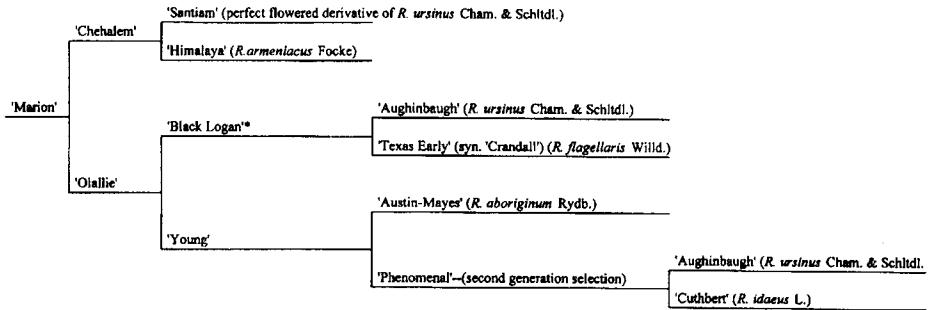 'Santiam' (perfect flowered derivative of R. ursinus Cham. & Schltdl.)
'Chehalem'
'Himalaya' (R.armeniacus Focke)
'Marion'
'Aughinbaugh' (R. ursinus Cham. & Schltdl.)
'Black Logan'*
'Texas Early' (syn. 'Crandall') (R. flagellaris Willd.)
'Olallie'
'Austin-Mayes' (R. aboriginum Rydb.)
'Young'
'Aughinbaugh' (R. ursinus Cham. & Schltdl.
'Phenomenal'--(second generation selection)
'Cuthbert' (R. idaeus L.)